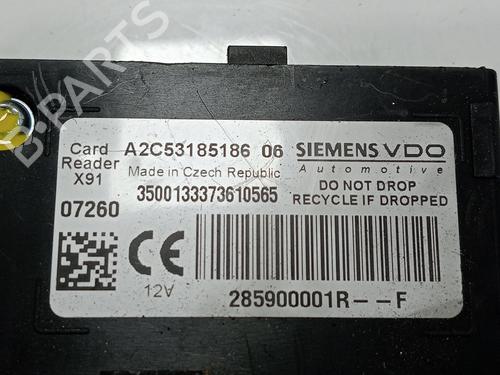 B-PARTS
Card A2C53185186 06 SIEMENS VDO
Reader Automotive
X91 Made in Czech Republic DO NOT DROP
07260 3500133373610565 RECYCLE IF DROPPED
CE
12V 285900001R--F